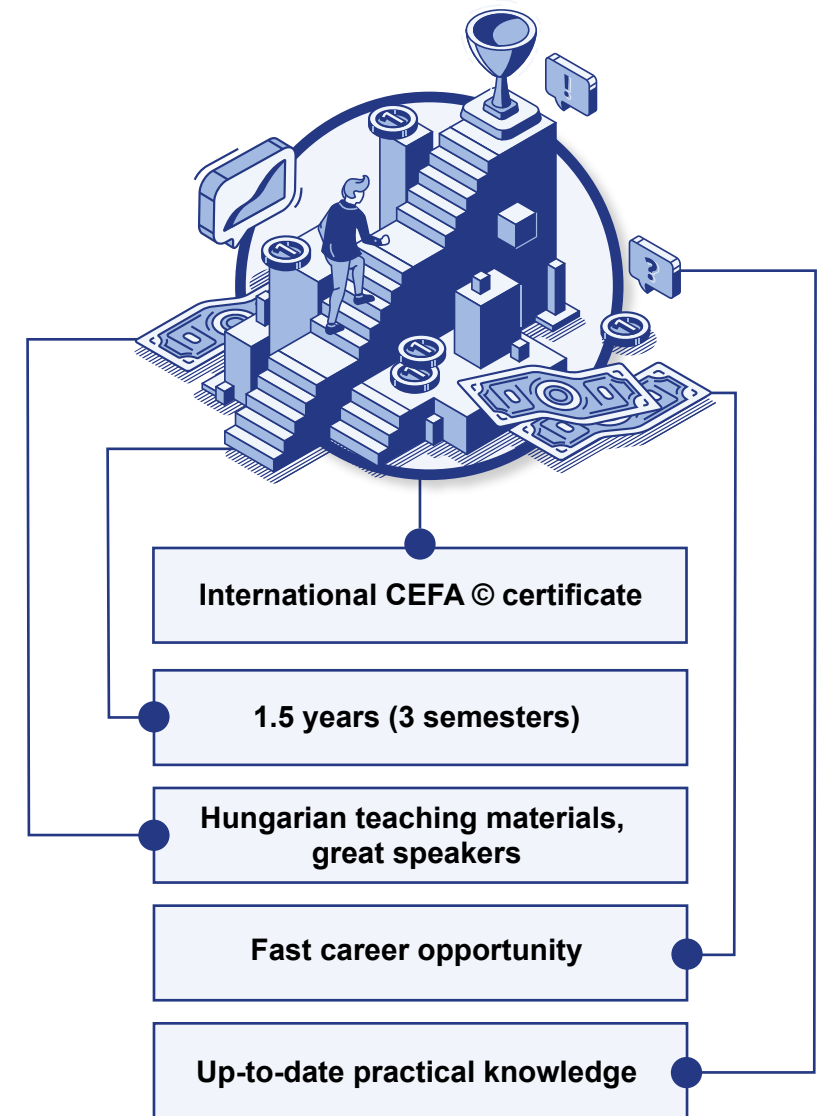 !
?
International CEFA © certificate
1.5 years (3 semesters)
Hungarian teaching materials,
great speakers
Fast career opportunity
Up-to-date practical knowledge